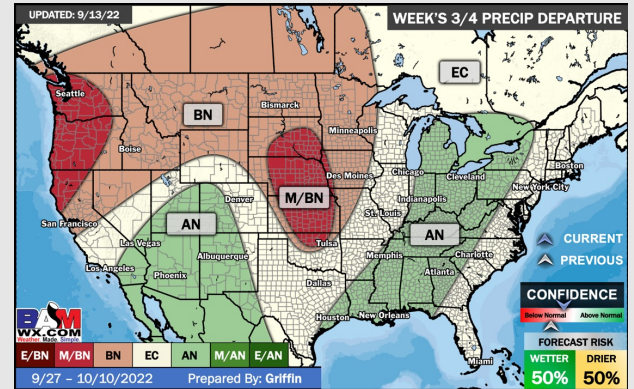 UPDATED: 9/13/22
WEEK'S 3/4 PRECIP DEPARTURE
EC
Seattle
BN
Bismarck
Minneapolis
Boise
Boston
Des Moines
Chicago
Cleveland
New York City
M/BN
Denver
Indianapolis
San Francisco
AN
St. Louis
AN
Las Vegas
Tulsa
CURRENT
Albuquerque
Memphis
Charlotte
PREVIOUS
Los Angeles
Phoenix
Atlanta
Dallas
CONFIDENCE
BAM
WX.COM
Weather. Made. Simple.
Houston
New Orleans
Below Normal
Above Normal
FORECAST RISK
E/BN
M/BN
BN
EC
AN
M/AN
E/AN
Miami
WETTER
DRIER
9/27 – 10/10/2022
Prepared By: Griffin
50%
50%